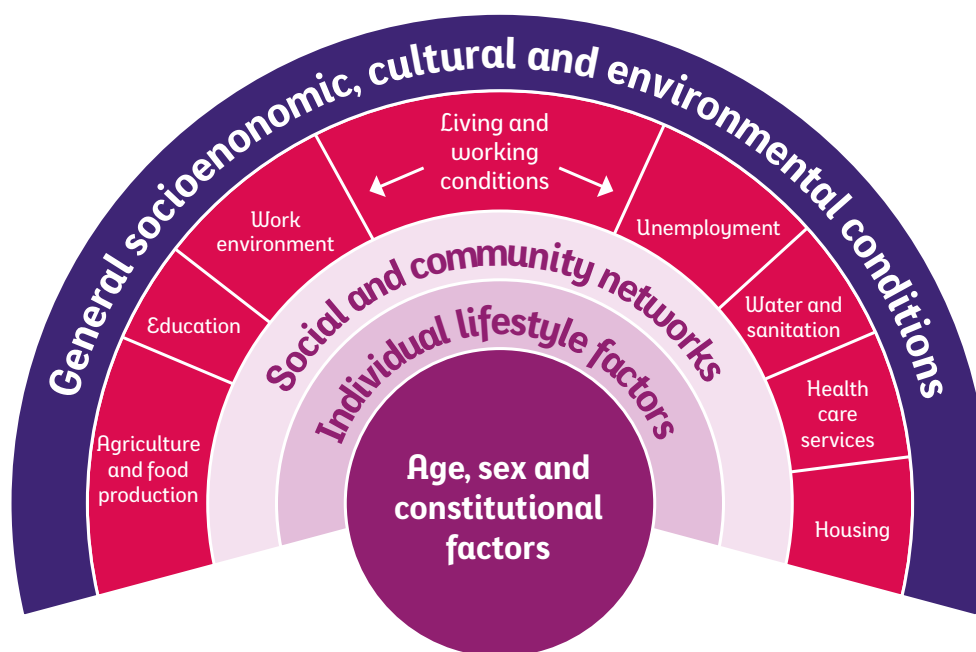 General socioenonomic, cultural and environmental conditions
Living and
working
conditions
Work
environment
Unemployment
Education
Water and
sanitation
Agriculture
and food
production
Health
care
services
Housing
Social and community networks
Individual lifestyle factors
Age, sex and
constitutional
factors